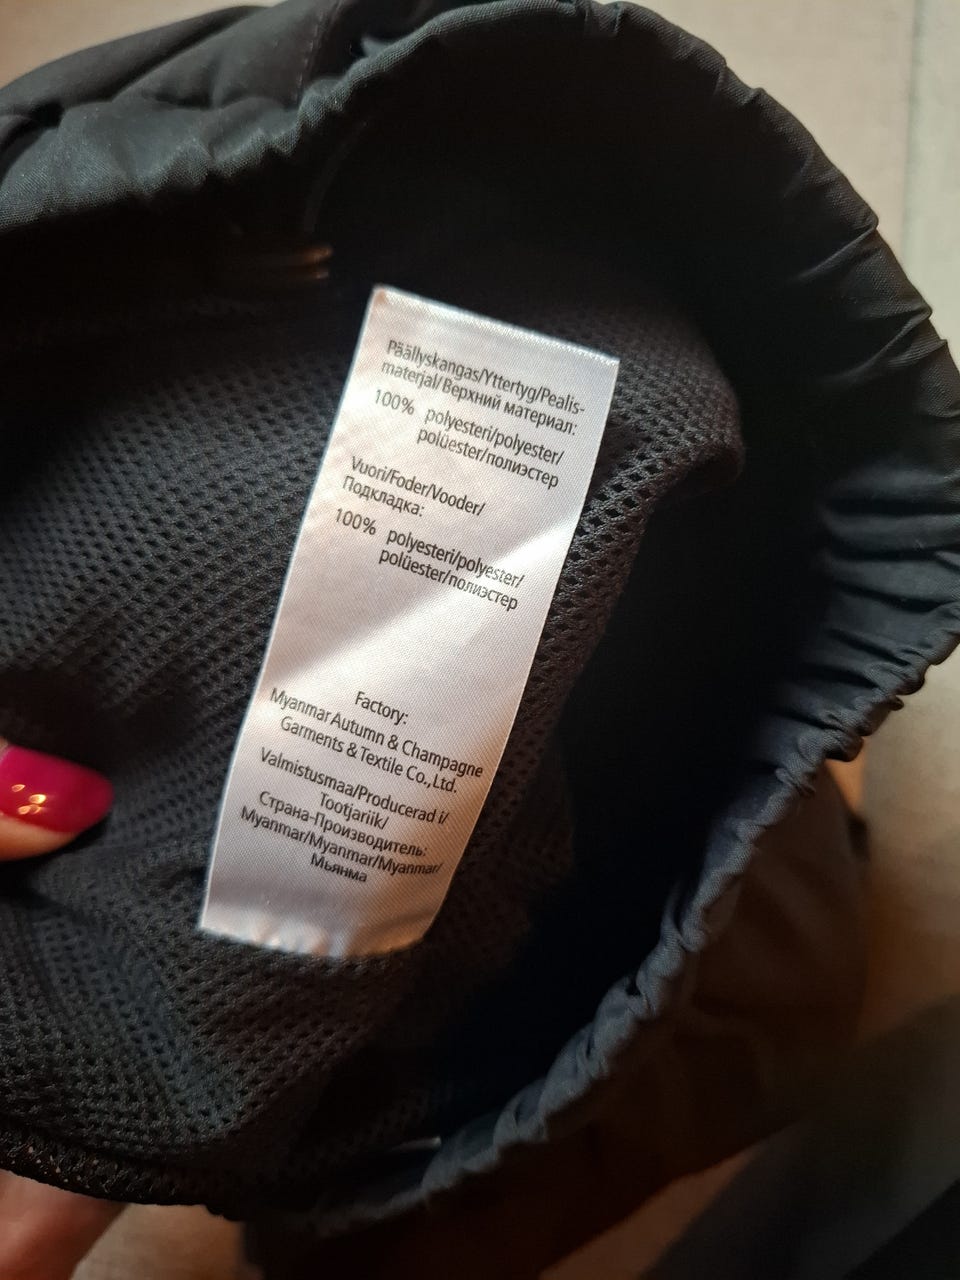 Päällyskangas/Yttertyg/Pealis-
materjal/Верхний материал:
100% polyesteri/polyester/
polüester/полиэстер
Vuori/Foder/Vooder/
Подкладка:
100% polyesteri/polyester/
polüester/полиэстер
Factory:
Myanmar Autumn & Champagne
Garments & Textile Co., Ltd.
Valmistusmaa/Producerad i/
Tootjariik/
Страна-Производитель:
Myanmar/Myanmar/Myanmar/
Мьянма